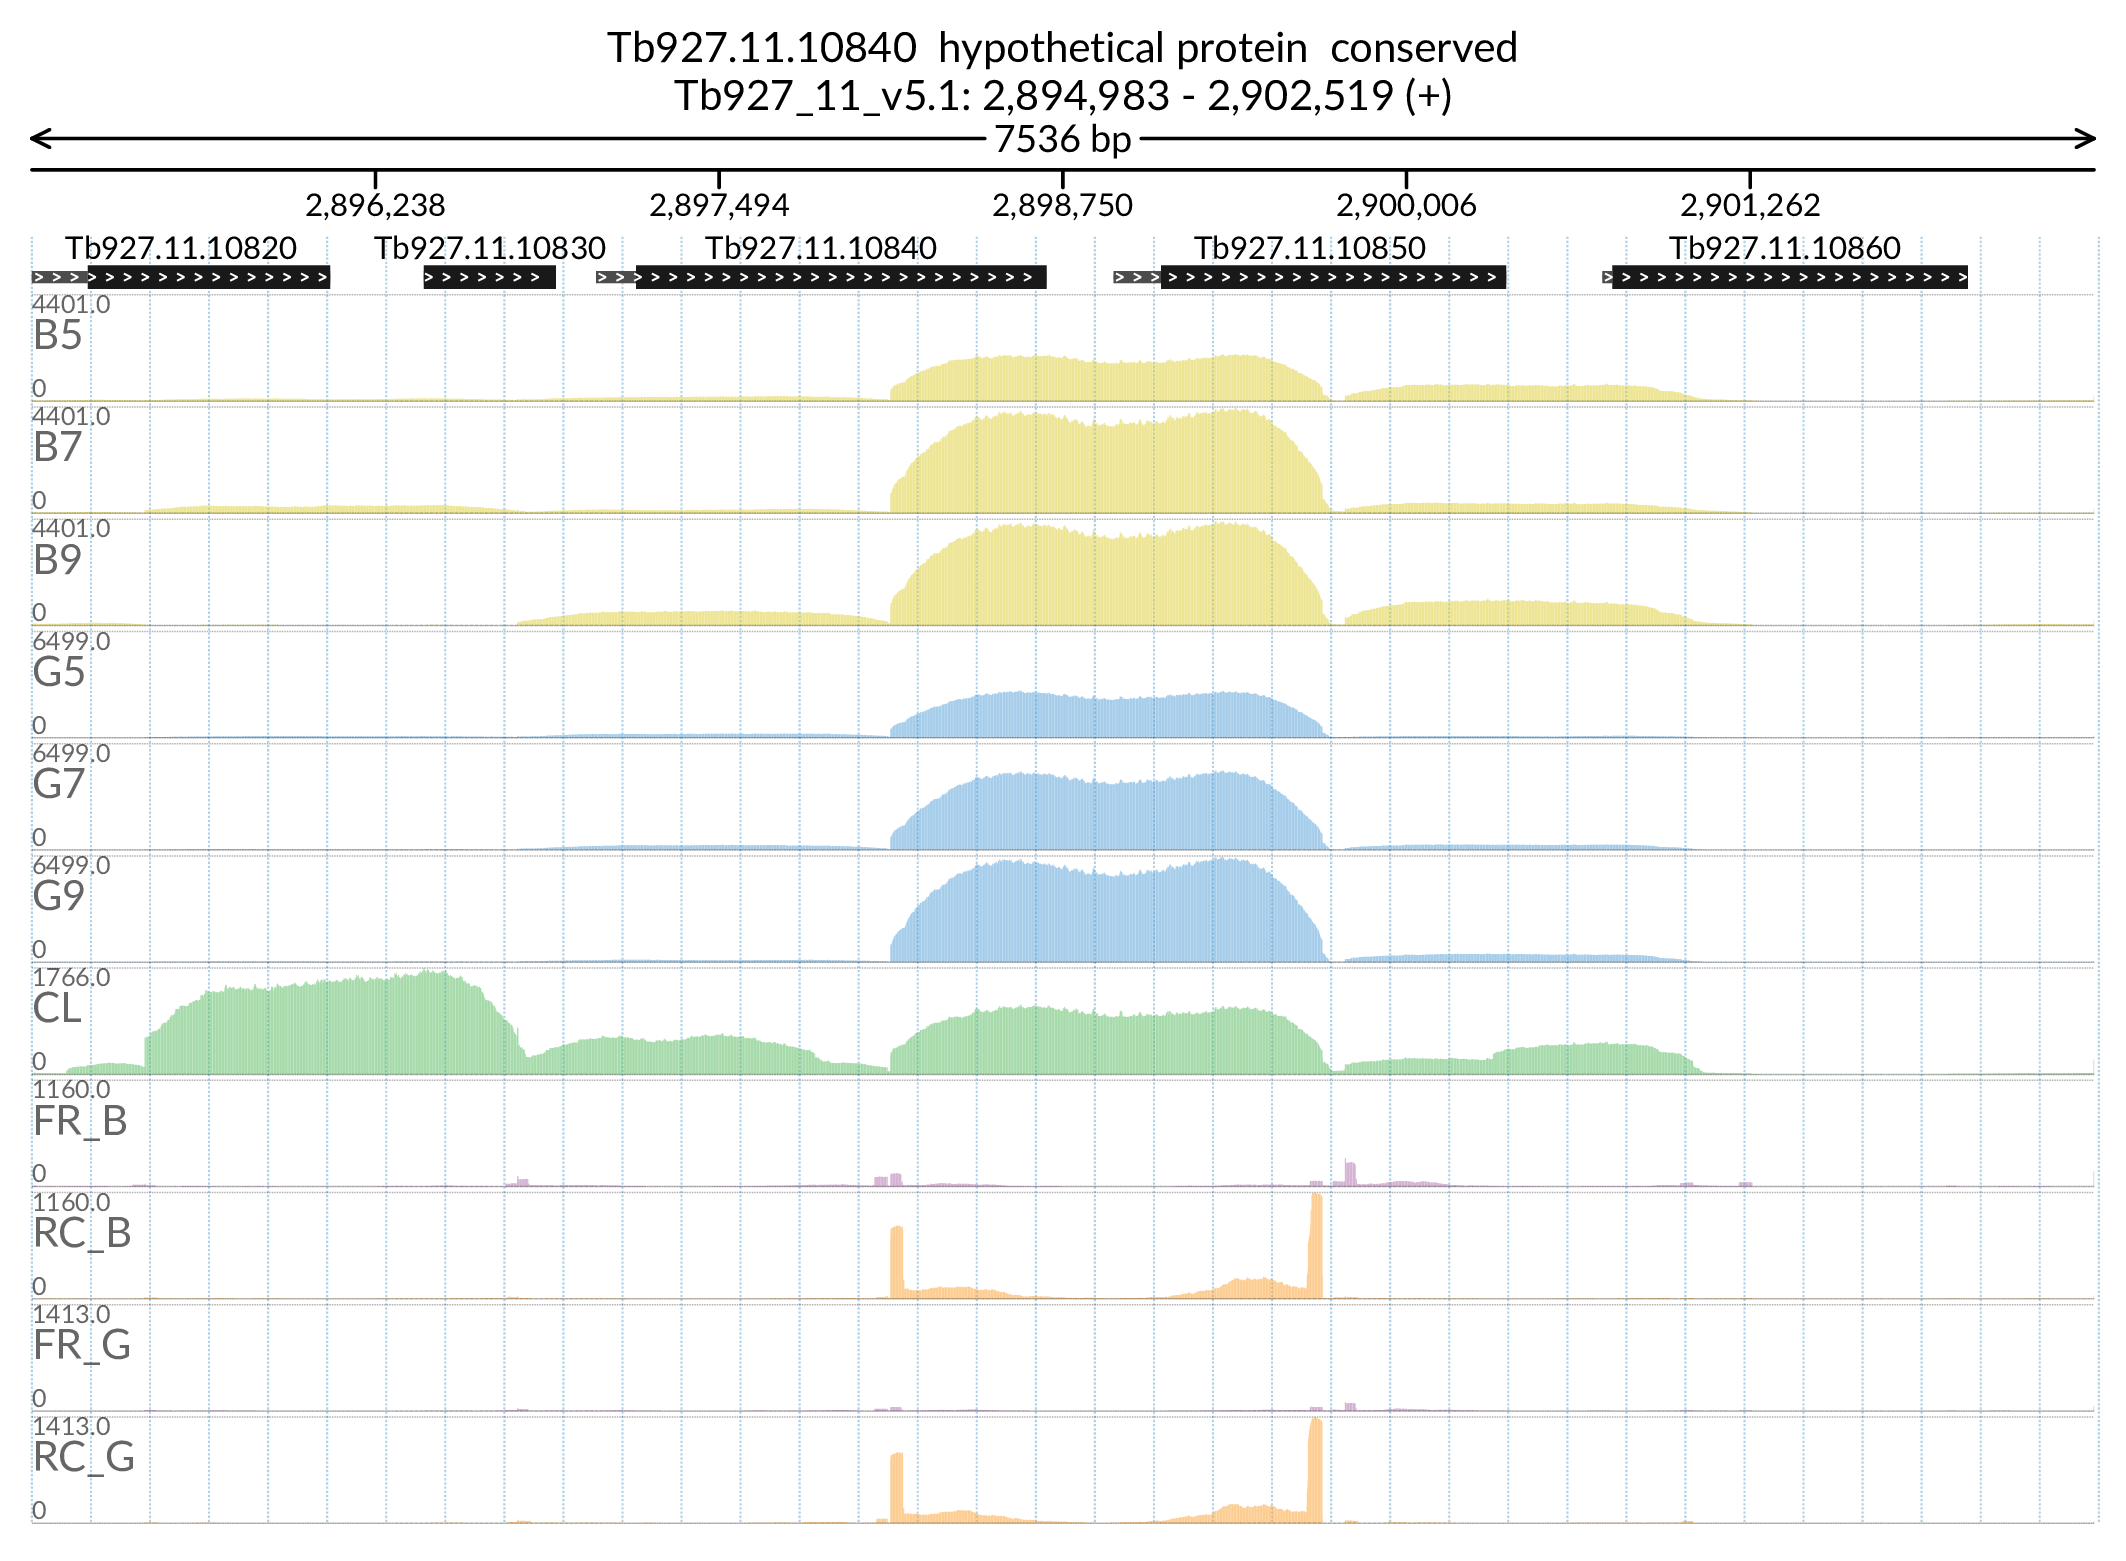 Tb927.11.10840 hypothetical protein conserved
Tb927_11_v5.1: 2,894,983 - 2,902,519 (+)
7536 bp
2,896,238 2,897,494 2,898,750 2,900,006 2,901,262
Tb927.11.10820 Tb927.11.10830 Tb927.11.10840 Tb927.11.10850 Tb927.11.10860
4401.0
B5
0
4401.0
B7
0
4401.0
B9
0
6499.0
G5
0
6499.0
G7
0
6499.0
G9
0
1766.0
CL
0
1160.0
FR_B
0
1160.0
RC_B
0
1413.0
FR_G
0
1413.0
RC_G
0